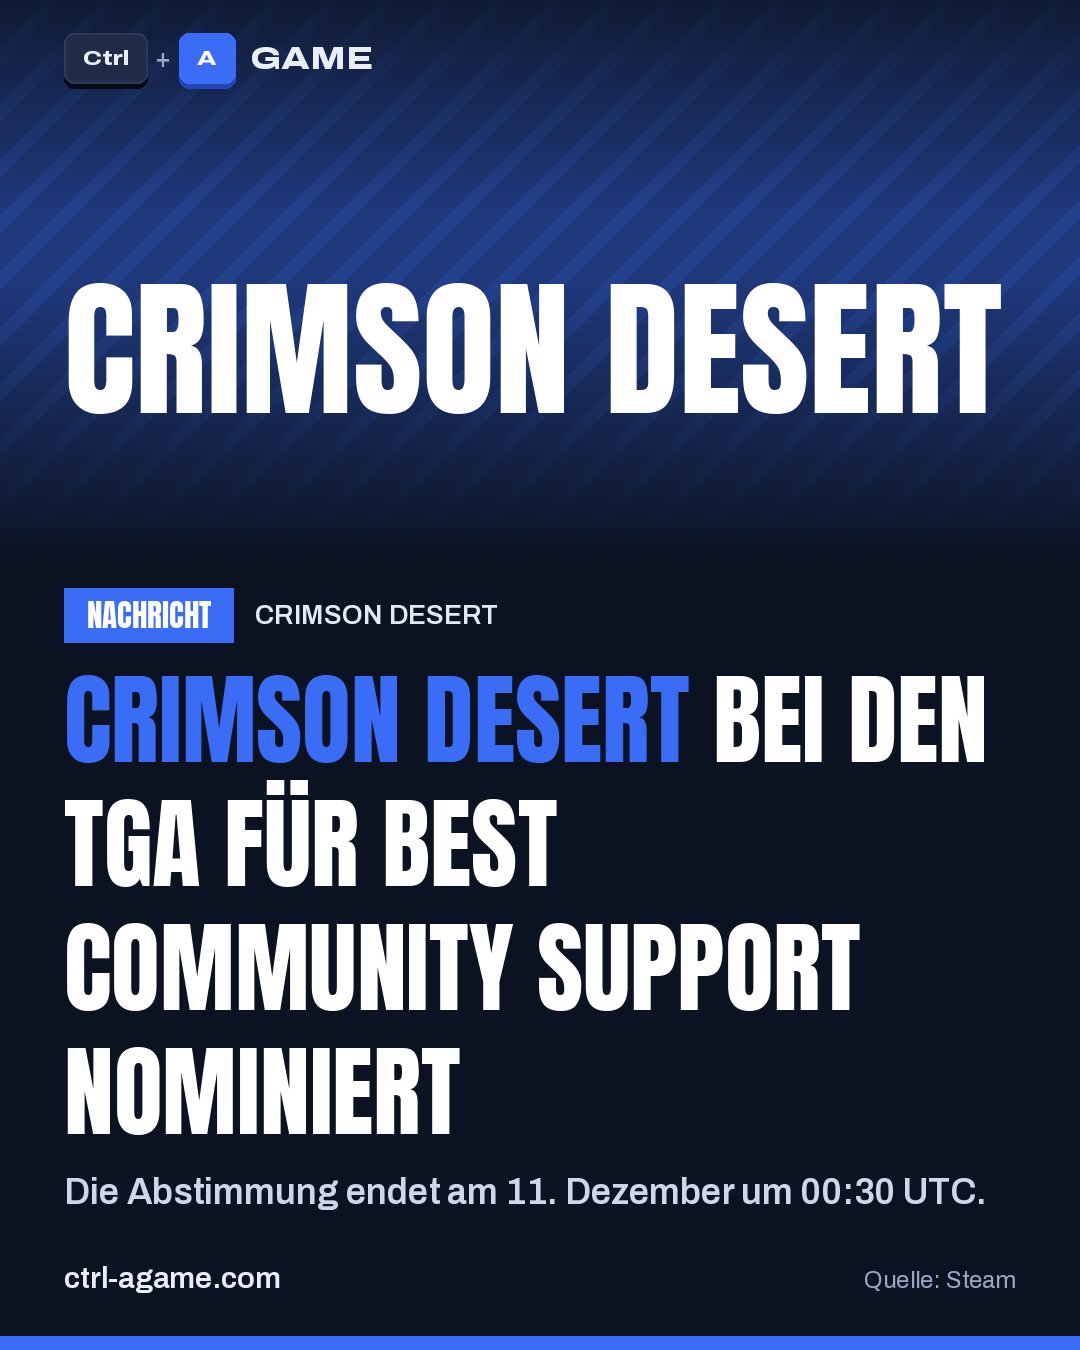 Ctrl + A GAME
CRIMSON DESERT
NACHRICHT CRIMSON DESERT
CRIMSON DESERT BEI DEN
TGA FÜR BEST
COMMUNITY SUPPORT
NOMINIERT
Die Abstimmung endet am 11. Dezember um 00:30 UTC.
ctrl-agame.com Quelle: Steam